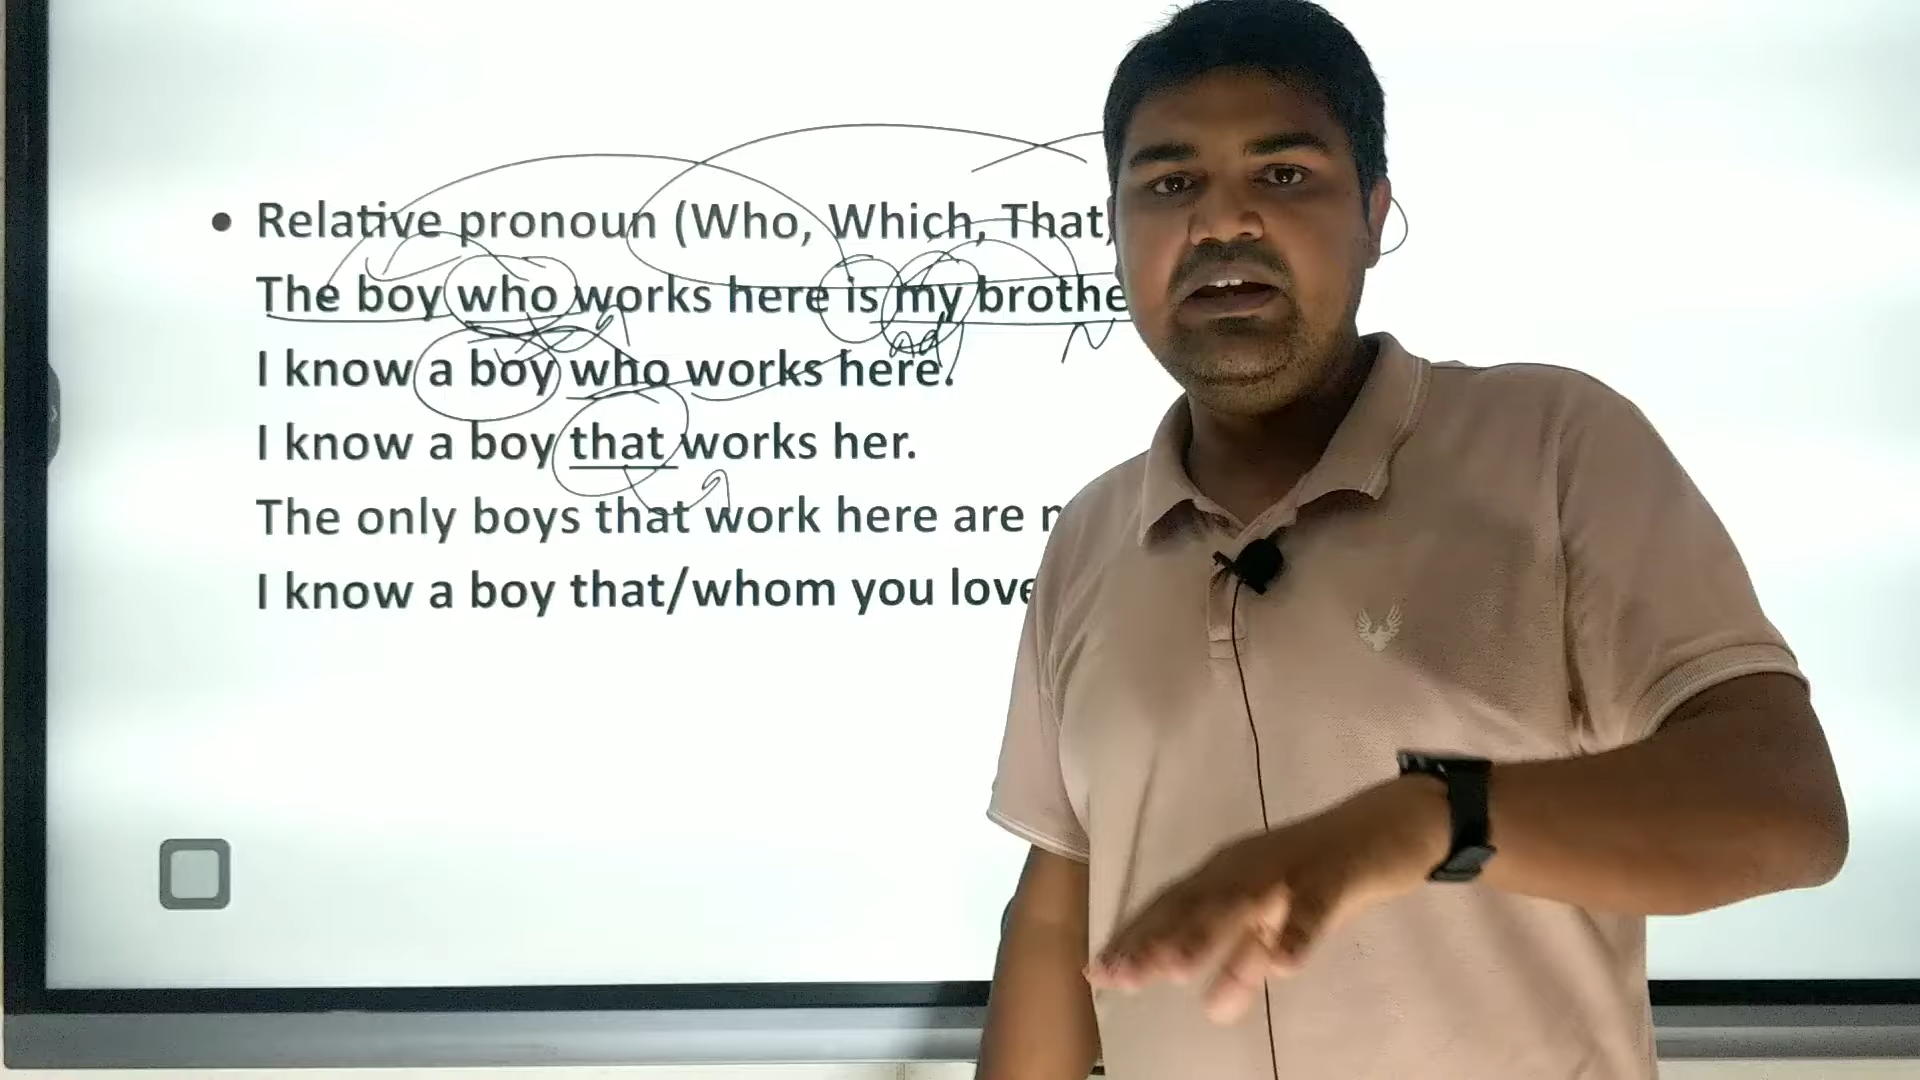 • Relative pronoun (Who, Which, That,
The boy who works here is my brothe
adj
N
I know a boy who works here.
I know a boy that works her.
The only boys that work here are
I know a boy that/whom you love